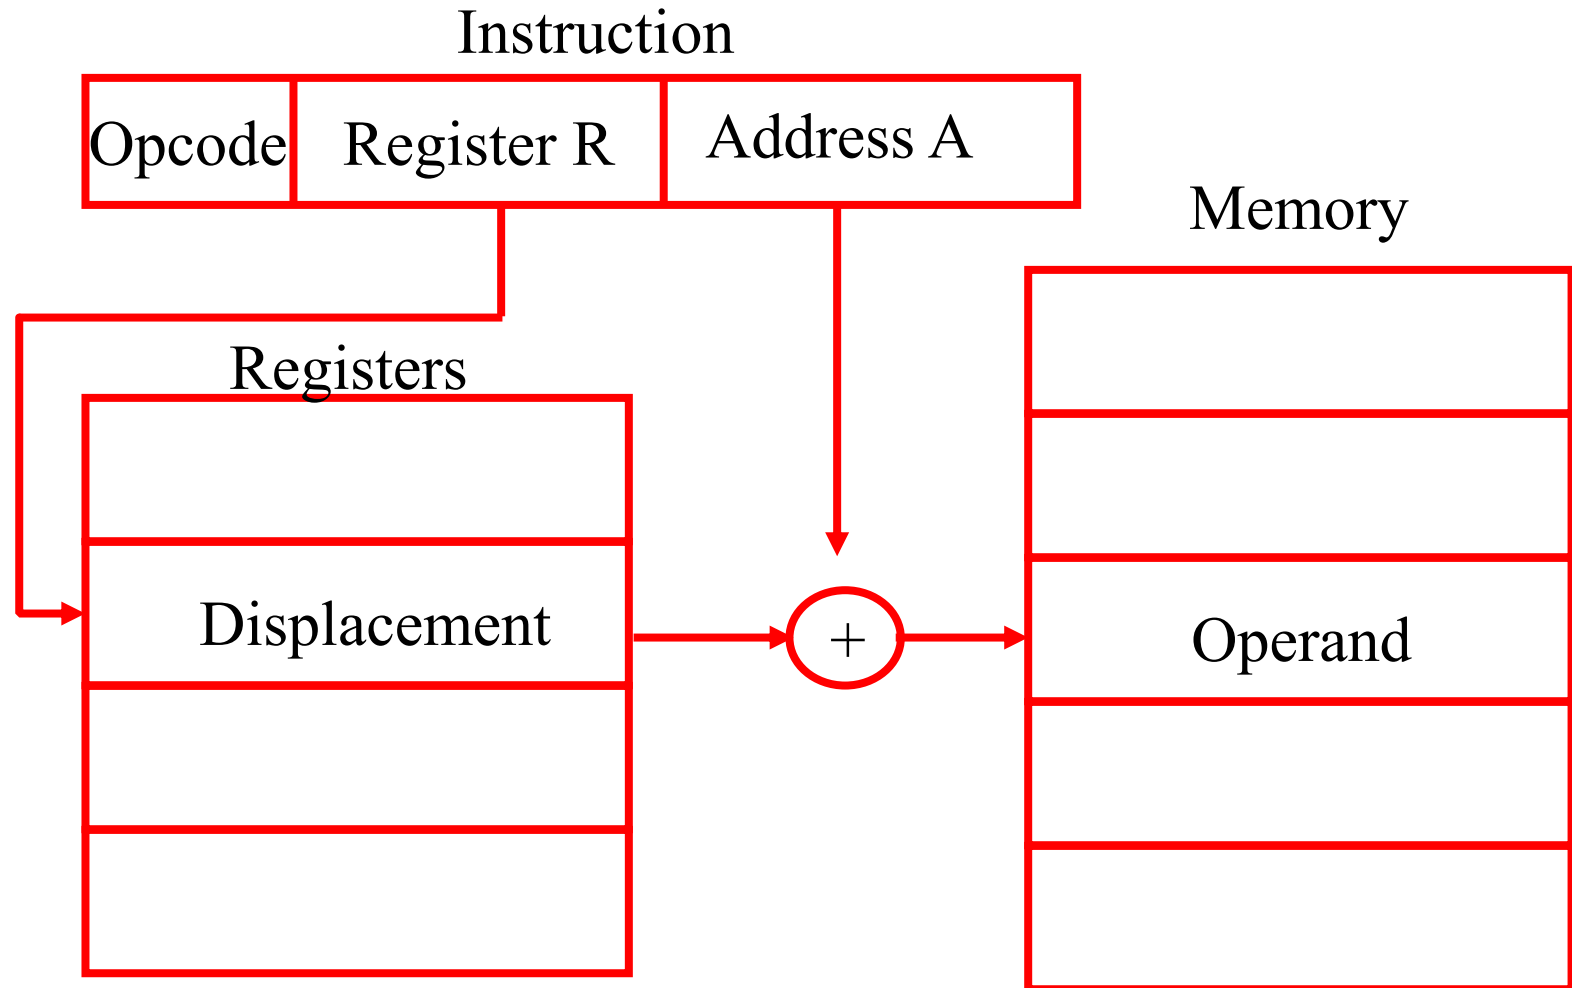 Instruction
Opcode Register R Address A
Memory
Registers
Displacement + Operand